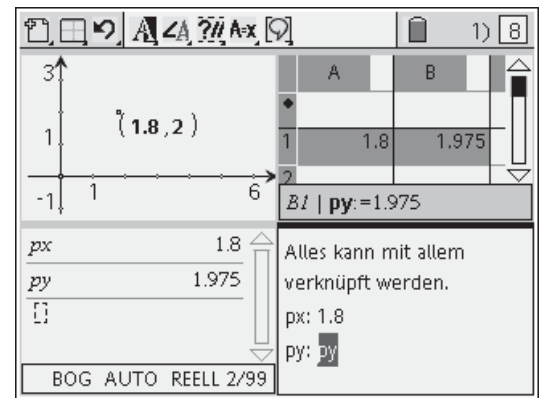 1) 8
3
1
(1.8,2)
-1
1
6
A
B
1
1.8
1.975
2
B1 | py:=1.975
px 1.8
py 1.975
Alles kann mit allem
verknüpft werden.
px: 1.8
py: py
BOG AUTO REELL 2/99